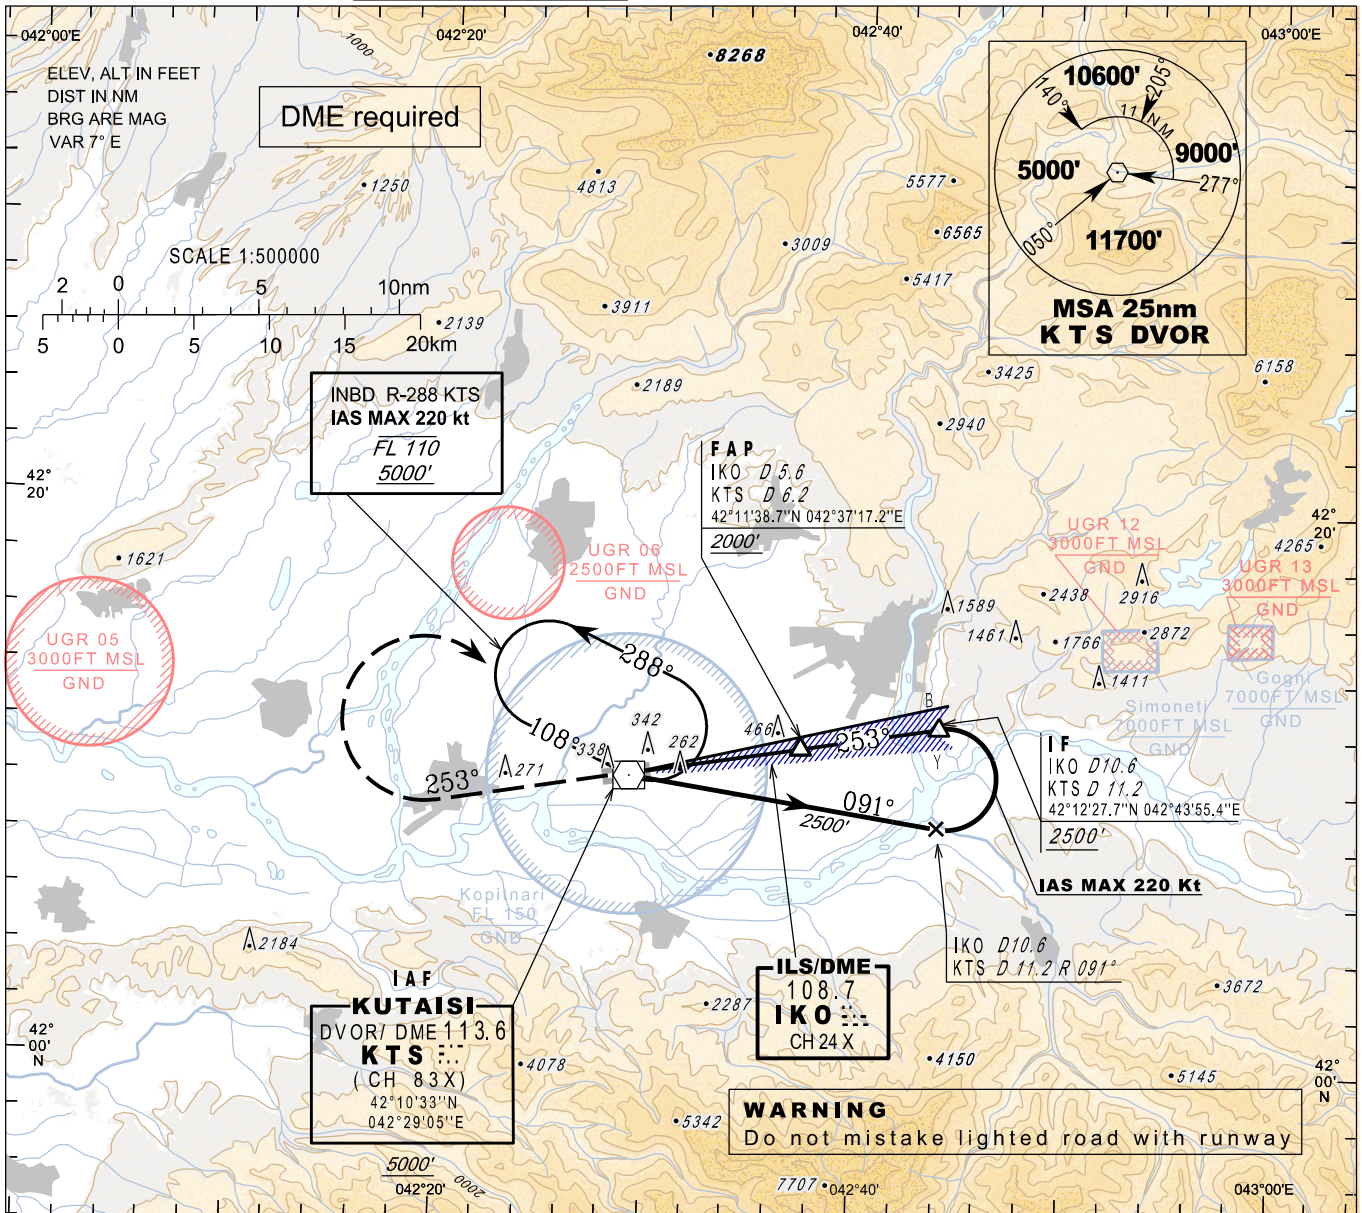 042°00'E
042°20'
042°40'
043°00'E
ELEV, ALT IN FEET
DIST IN NM
BRG ARE MAG
VAR 7° E
DME required
1000
8268
10600'
140°
205°
11 NM
9000'
5000'
277°
050°
11700'
MSA 25nm
KTS DVOR
1250
4813
5577
6565
3009
5417
SCALE 1:500000
2 0 5 10nm
5 0 5 10 15 20km
3911
2139
2189
3425
6158
2940
INBD R-288 KTS
IAS MAX 220 kt
FL 110
5000'
FAP
IKO D 5.6
KTS D 6.2
42°11'38.7"N 042°37'17.2"E
2000'
42°
20'
42°
20'
1621
UGR 06
2500FT MSL
GND
UGR 12
3000FT MSL
GND
4265
UGR 13
3000FT MSL
GND
2916
2438
1589
1461
1766
2872
1411
UGR 05
3000FT MSL
GND
Gogni
7000FT MSL
GND
Simoneti
7000FT MSL
GND
288°
108°
342
338
262
466
253°
B
Y
271
253°
091°
2500'
IF
IKO D10.6
KTS D 11.2
42°12'27.7"N 042°43'55.4"E
2500'
IAS MAX 220 Kt
Kopilnari
FL 150
GND
2184
IKO D10.6
KTS D 11.2 R 091°
IAF
KUTAISI
DVOR/ DME 113.6
KTS
(CH 83X)
42°10'33''N
042°29'05''E
5000'
ILS/DME
108.7
IKO
CH 24 X
2287
3672
4078
4150
5145
42°
00'
N
42°
00'
N
5342
WARNING
Do not mistake lighted road with runway
2000
7707
042°20'
042°40'
043°00'E